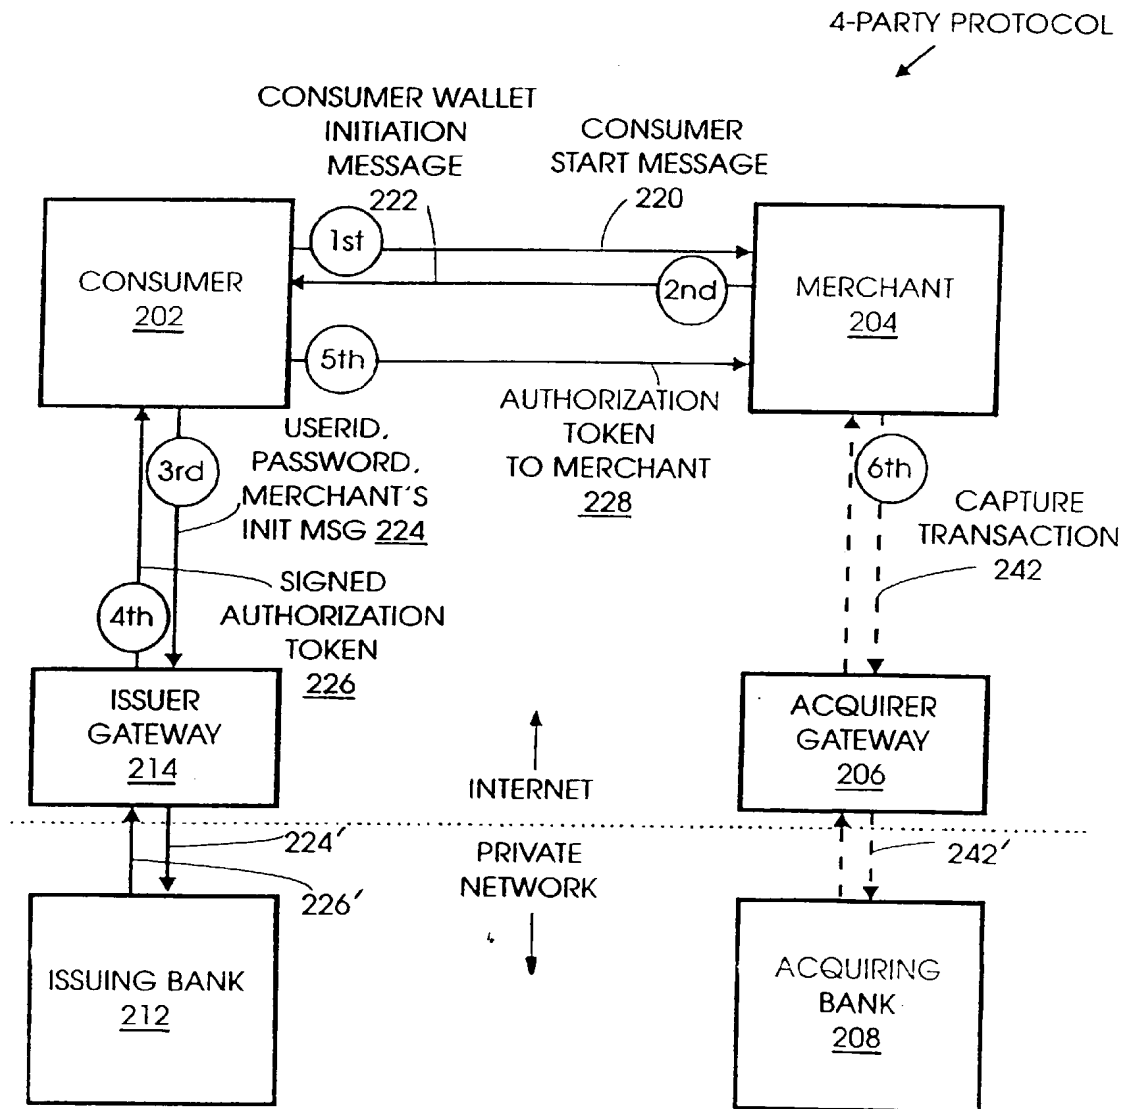 4-PARTY PROTOCOL
CONSUMER WALLET
INITIATION
MESSAGE
222
CONSUMER
START MESSAGE
220
1st
CONSUMER
202
2nd
MERCHANT
204
5th
AUTHORIZATION
TOKEN
TO MERCHANT
228
3rd
USERID,
PASSWORD,
MERCHANT'S
INIT MSG 224
6th
CAPTURE
TRANSACTION
242
4th
SIGNED
AUTHORIZATION
TOKEN
226
ISSUER
GATEWAY
214
ACQUIRER
GATEWAY
206
INTERNET
224'
226'
PRIVATE
NETWORK
242'
ISSUING BANK
212
ACQUIRING
BANK
208